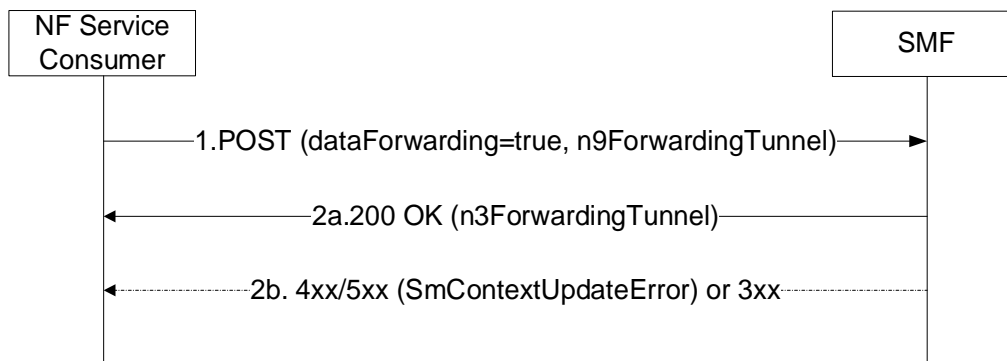 NF Service
Consumer
SMF
1.POST (dataForwarding=true, n9ForwardingTunnel)
2a.200 OK (n3ForwardingTunnel)
2b. 4xx/5xx (SmContextUpdateError) or 3xx